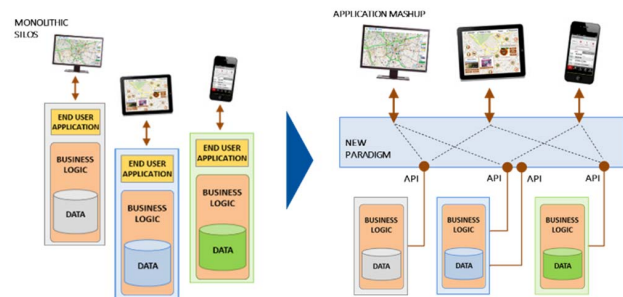 MONOLITHIC
SILOS
END USER
APPLICATION
BUSINESS
LOGIC
DATA
END USER
APPLICATION
BUSINESS
LOGIC
DATA
END USER
APPLICATION
BUSINESS
LOGIC
DATA
APPLICATION MASHUP
NEW
PARADIGM
API
API
API
API
BUSINESS
LOGIC
DATA
BUSINESS
LOGIC
DATA
BUSINESS
LOGIC
DATA